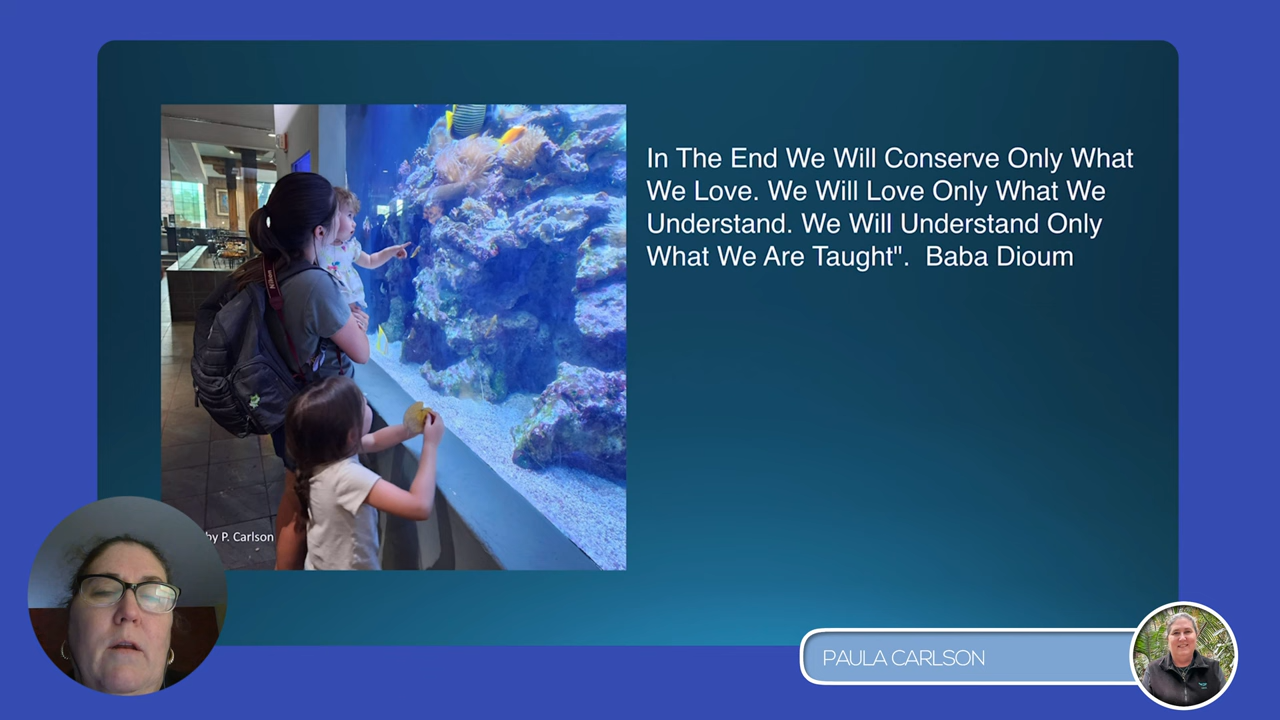 In The End We Will Conserve Only What
We Love. We Will Love Only What We
Understand. We Will Understand Only
What We Are Taught". Baba Dioum
by P. Carlson
PAULA CARLSON